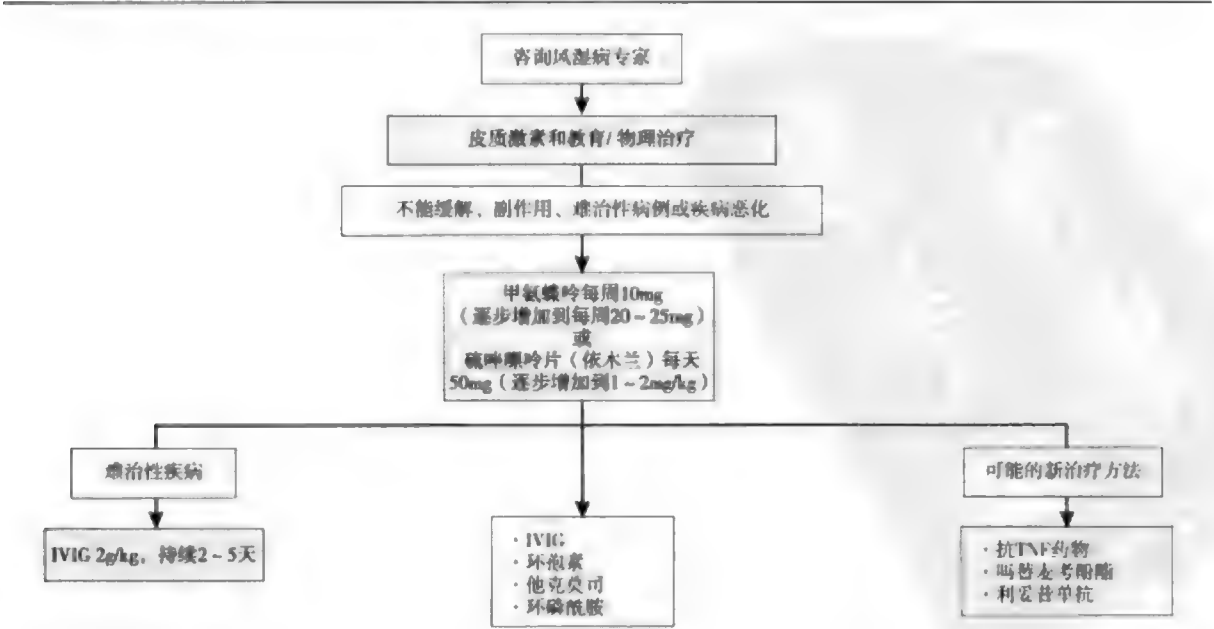 咨询风湿病专家
皮质激素和教育/物理治疗
不能缓解、副作用、难治性病例或疾病恶化
甲氨蝶呤每周10mg
（逐步增加到每周20~25mg）
或
硫唑嘌呤片（依木兰）每天
50mg（逐步增加到1~2mg/kg）
难治性疾病
可能的新治疗方法
IVIG 2g/kg，持续2~5天
·IVIG
·环孢素
·他克莫司
·环磷酰胺
·抗TNF药物
·吗替麦考酚酯
·利妥昔单抗